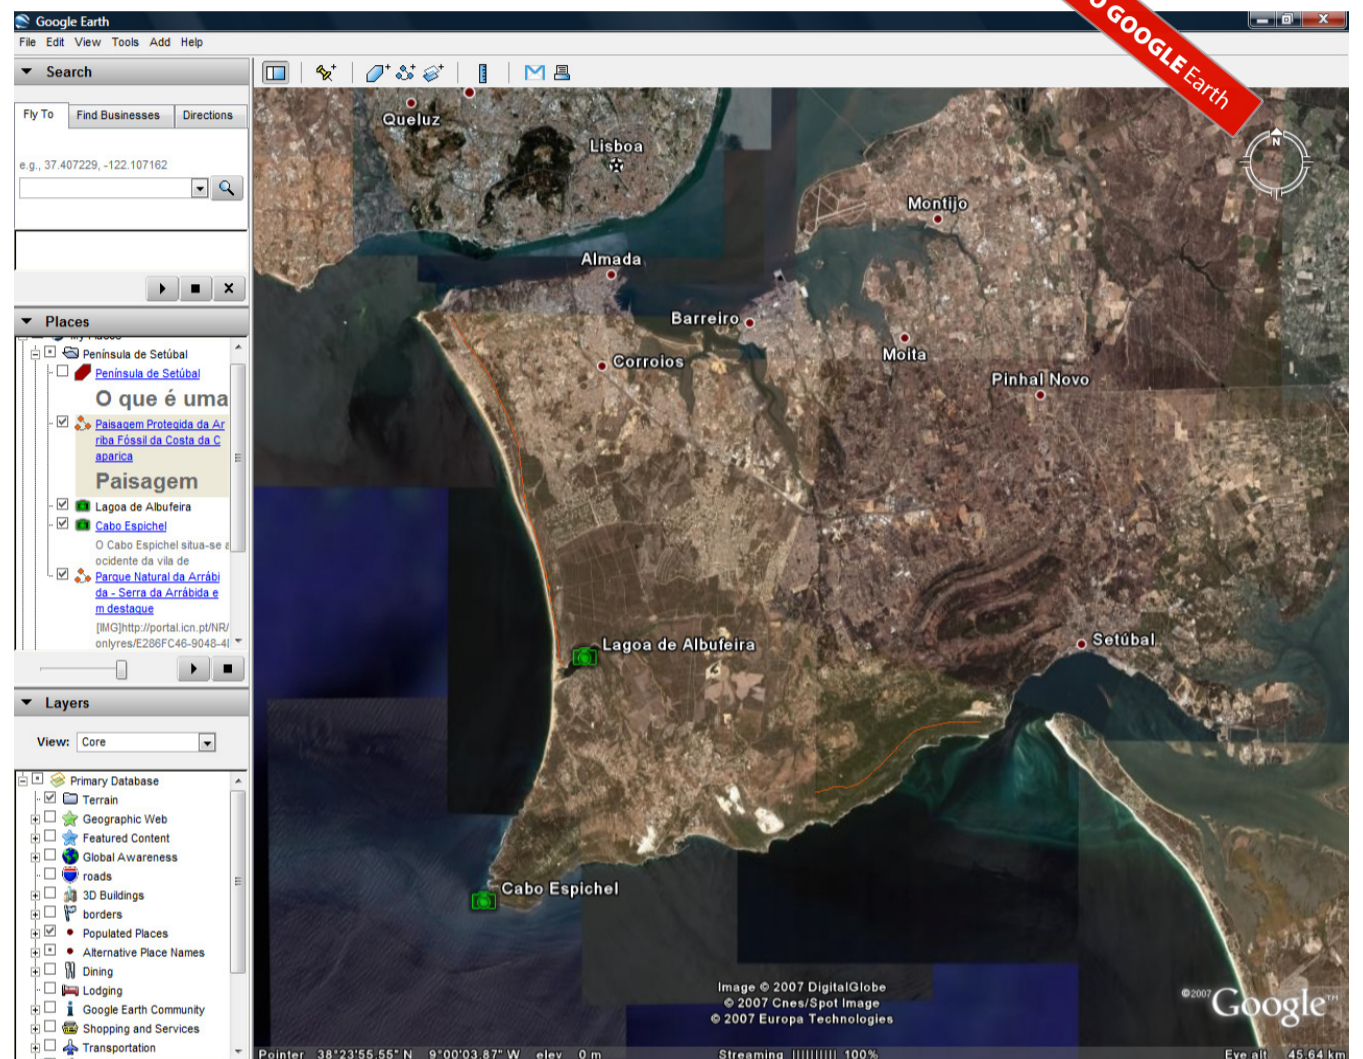 O GOOGLE Earth
Google Earth
File Edit View Tools Add Help
Search
Fly To Find Businesses Directions
e.g., 37.407229, -122.107162
Places
Península de Setúbal
Península de Setúbal
O que é uma
Paisagem Protegida da Ar
riba Fóssil da Costa da C
aparica
Paisagem
Lagoa de Albufeira
Cabo Espichel
O Cabo Espichel situa-se a
ocidente da vila de
Parque Natural da Arrábi
da - Serra da Arrábida e
m destaque
[IMG]http://portal.icn.pt/NR/
onlyres/E286FC46-9048-4
Layers
View: Core
Primary Database
Terrain
Geographic Web
Featured Content
Global Awareness
roads
3D Buildings
borders
Populated Places
Alternative Place Names
Dining
Lodging
Google Earth Community
Shopping and Services
Transportation
Queluz
Lisboa
N
Montijo
Almada
Barreiro
Moita
Corroios
Pinhal Novo
Setúbal
Lagoa de Albufeira
Cabo Espichel
Image © 2007 DigitalGlobe
© 2007 Cnes/Spot Image
© 2007 Europa Technologies
©2007 Google™
Pointer 38°23'55.55" N 9°00'03.87" W elev 0 m Streaming 100% Eye alt 45.64 km